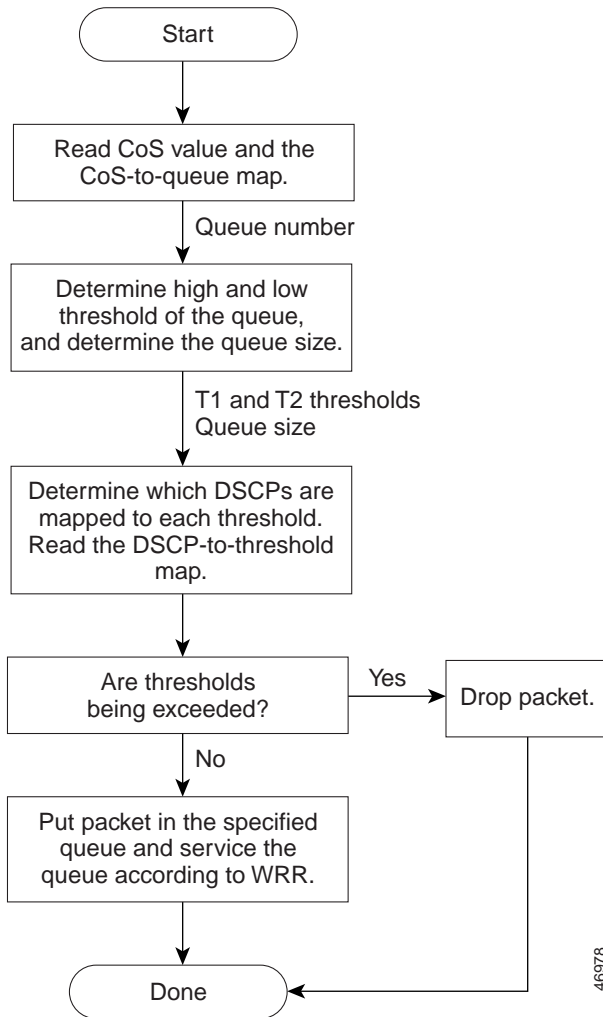 Start
Read CoS value and the
CoS-to-queue map.
Queue number
Determine high and low
threshold of the queue,
and determine the queue size.
T1 and T2 thresholds
Queue size
Determine which DSCPs are
mapped to each threshold.
Read the DSCP-to-threshold
map.
Are thresholds
being exceeded?
Yes
Drop packet.
No
Put packet in the specified
queue and service the
queue according to WRR.
Done
46978